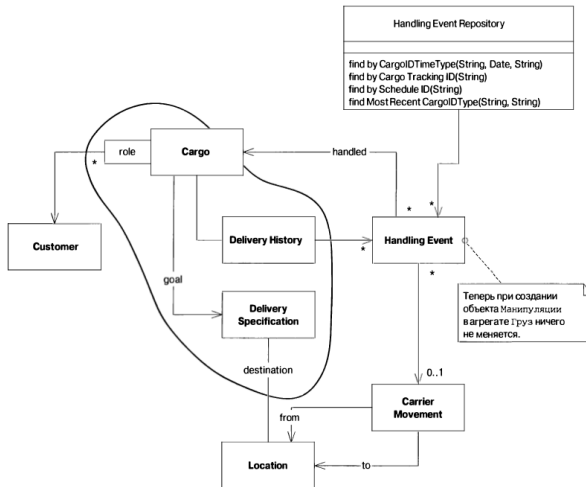 Handling Event Repository
find by CargoIDTimeType(String, Date, String)
find by Cargo Tracking ID(String)
find by Schedule ID(String)
find Most Recent CargoIDType(String, String)
role
Cargo
handled
*
*
*
Customer
Delivery History
*
Handling Event
*
goal
Теперь при создании
объекта Манипуляции
в агрегате Груз ничего
не меняется.
Delivery
Specification
destination
0..1
from
Carrier
Movement
Location
to